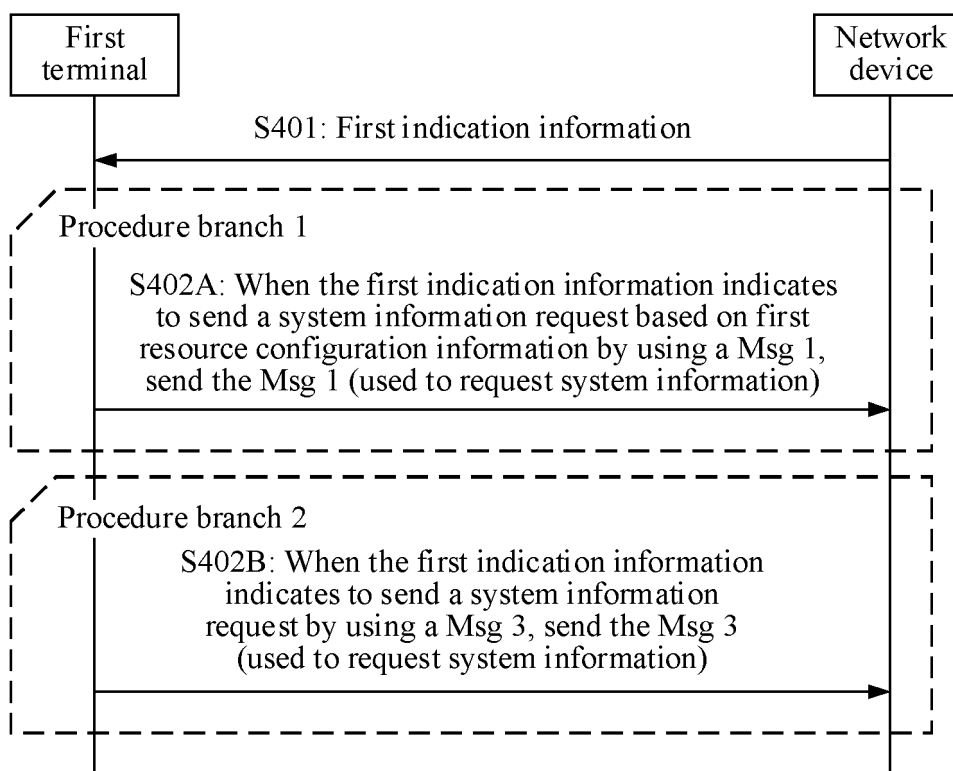 First
terminal
Network
device
S401: First indication information
Procedure branch 1
S402A: When the first indication information indicates
to send a system information request based on first
resource configuration information by using a Msg 1,
send the Msg 1 (used to request system information)
Procedure branch 2
S402B: When the first indication information
indicates to send a system information
request by using a Msg 3, send the Msg 3
(used to request system information)